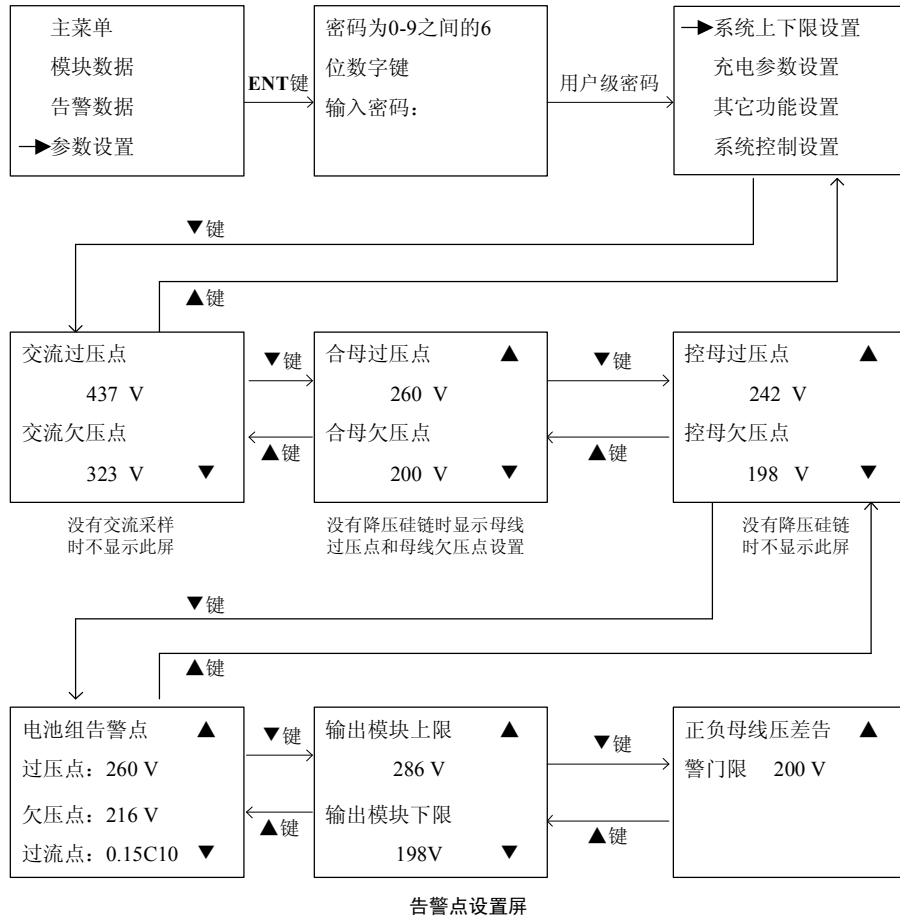 主菜单
模块数据
告警数据
参数设置
ENT键
密码为0-9之间的6
位数字键
输入密码：
用户级密码
系统上下限设置
充电参数设置
其它功能设置
系统控制设置
▼键
▲键
交流过压点
437 V
交流欠压点
323 V ▼
没有交流采样
时不显示此屏
▼键
▲键
合母过压点 ▲
260 V
合母欠压点
200 V ▼
没有降压硅链时显示母线
过压点和母线欠压点设置
▼键
▲键
控母过压点 ▲
242 V
控母欠压点
198 V ▼
没有降压硅链
时不显示此屏
▼键
▲键
电池组告警点 ▲
过压点：260 V
欠压点：216 V
过流点：0.15C10 ▼
▼键
▲键
输出模块上限 ▲
286 V
输出模块下限
198V ▼
▼键
▲键
正负母线压差告 ▲
警门限 200 V
告警点设置屏